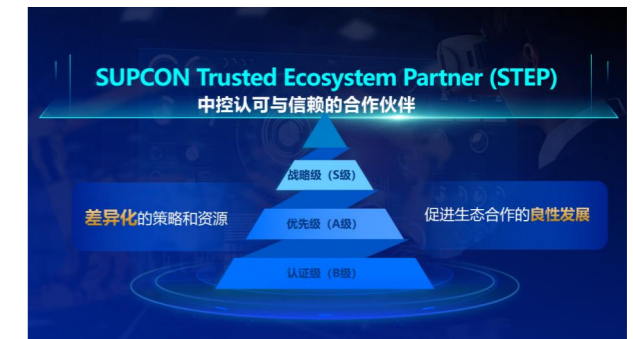 SUPCON Trusted Ecosystem Partner (STEP)
中控认可与信赖的合作伙伴
战略级（S级）
差异化的策略和资源
优先级（A级）
促进生态合作的良性发展
认证级（B级）